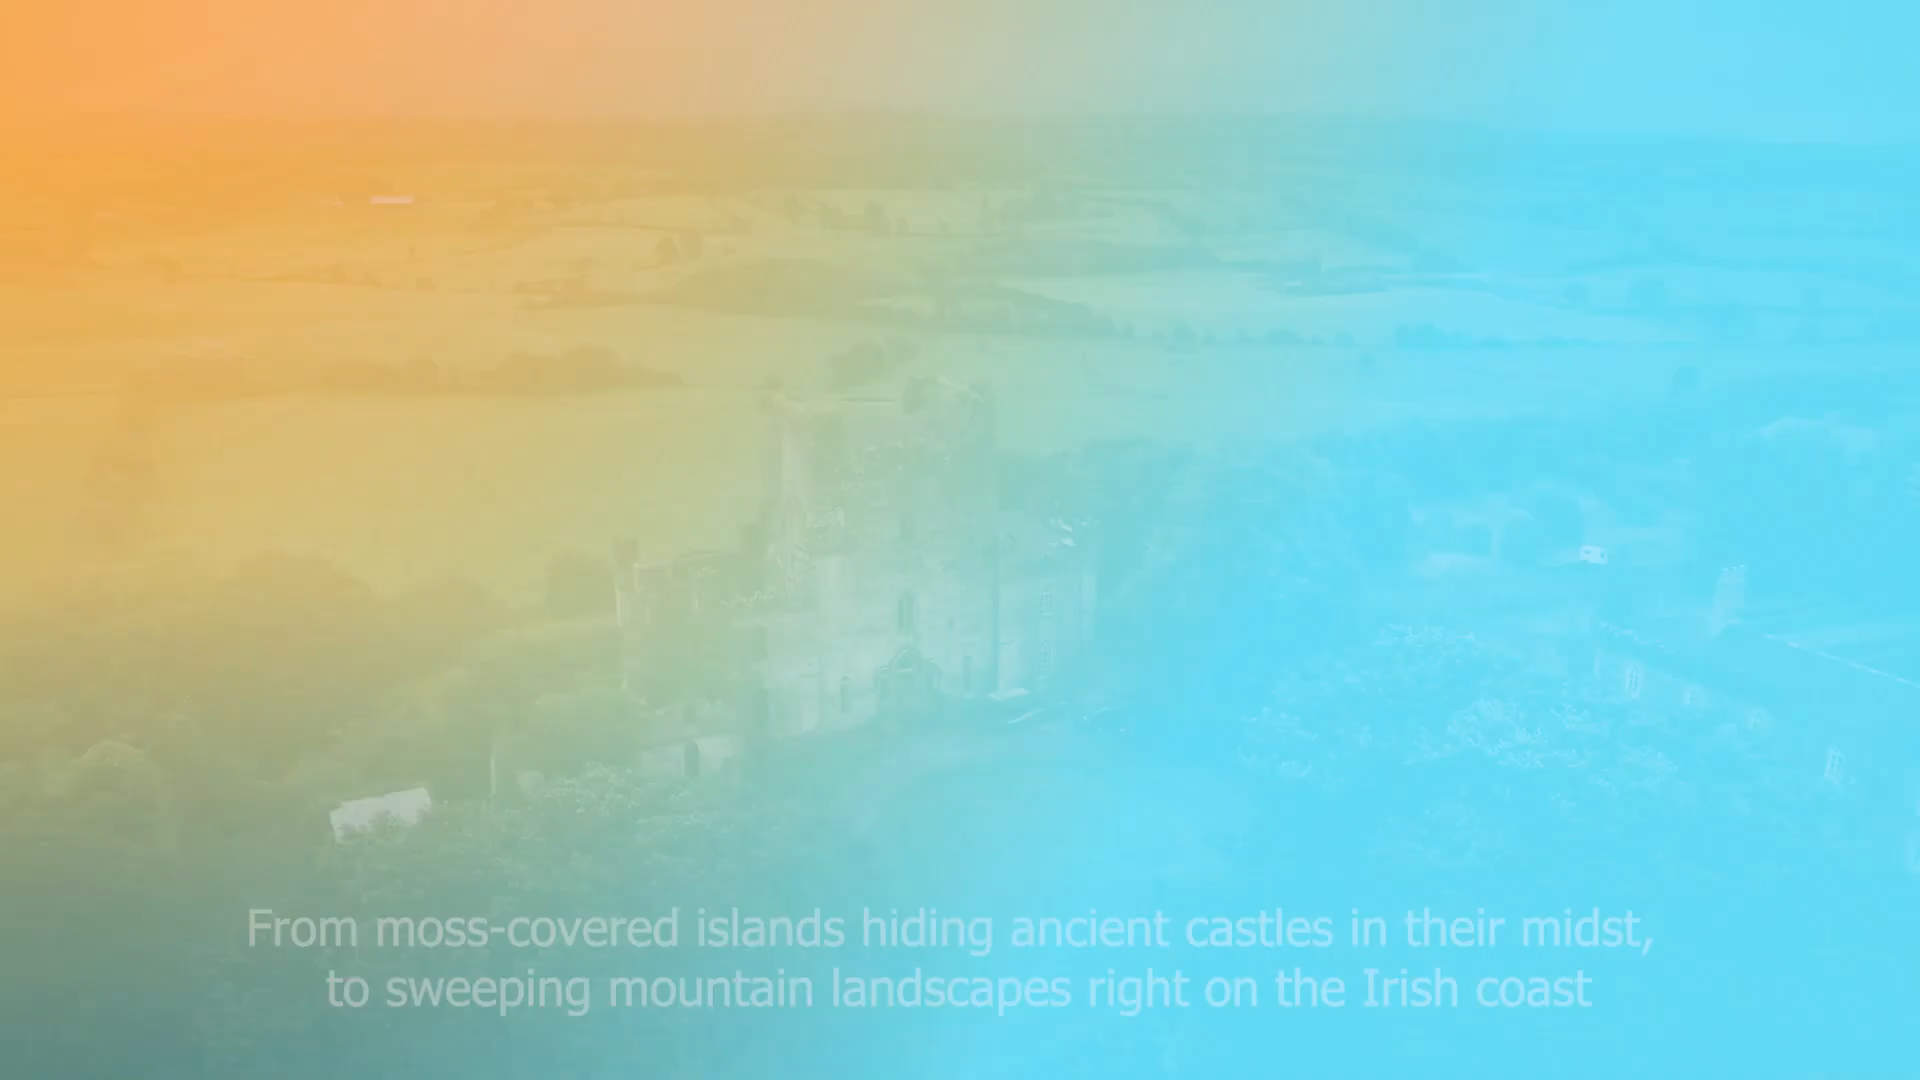 From moss-covered islands hiding ancient castles in their midst,
to sweeping mountain landscapes right on the Irish coast